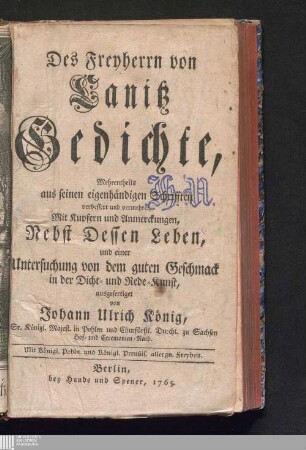 Des Freyherrn von
Canitz
Gedichte,
Mehrentheils
aus seinen eigenhändigen Schriften
verbessert und vermehret,
Mit Kupfern und Anmerckungen,
Nebst Dessen Leben,
und einer
Untersuchung von dem guten Geschmack
in der Dicht- und Rede-Kunst,
ausgefertiget
von
Johann Ulrich König,
Sr. Königl. Majest. in Pohlen und Churfürstl. Durchl. zu Sachsen
Hof- und Ceremonien-Rath.
Mit Königl. Pohln. und Königl. Preußl. allergn. Freyheit.
Berlin,
bey Haude und Spener, 1765.